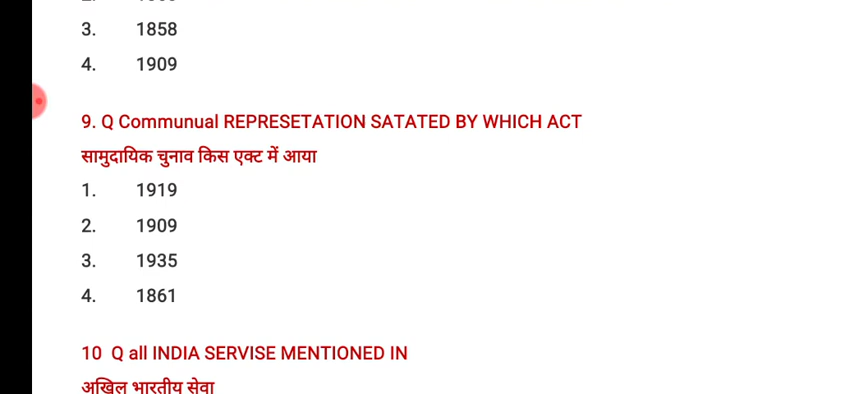 3. 1858
4. 1909
9. Q Communual REPRESETATION SATATED BY WHICH ACT
सामुदायिक चुनाव किस एक्ट में आया
1. 1919
2. 1909
3. 1935
4. 1861
10 Q all INDIA SERVISE MENTIONED IN
अखिल भारतीय सेवा